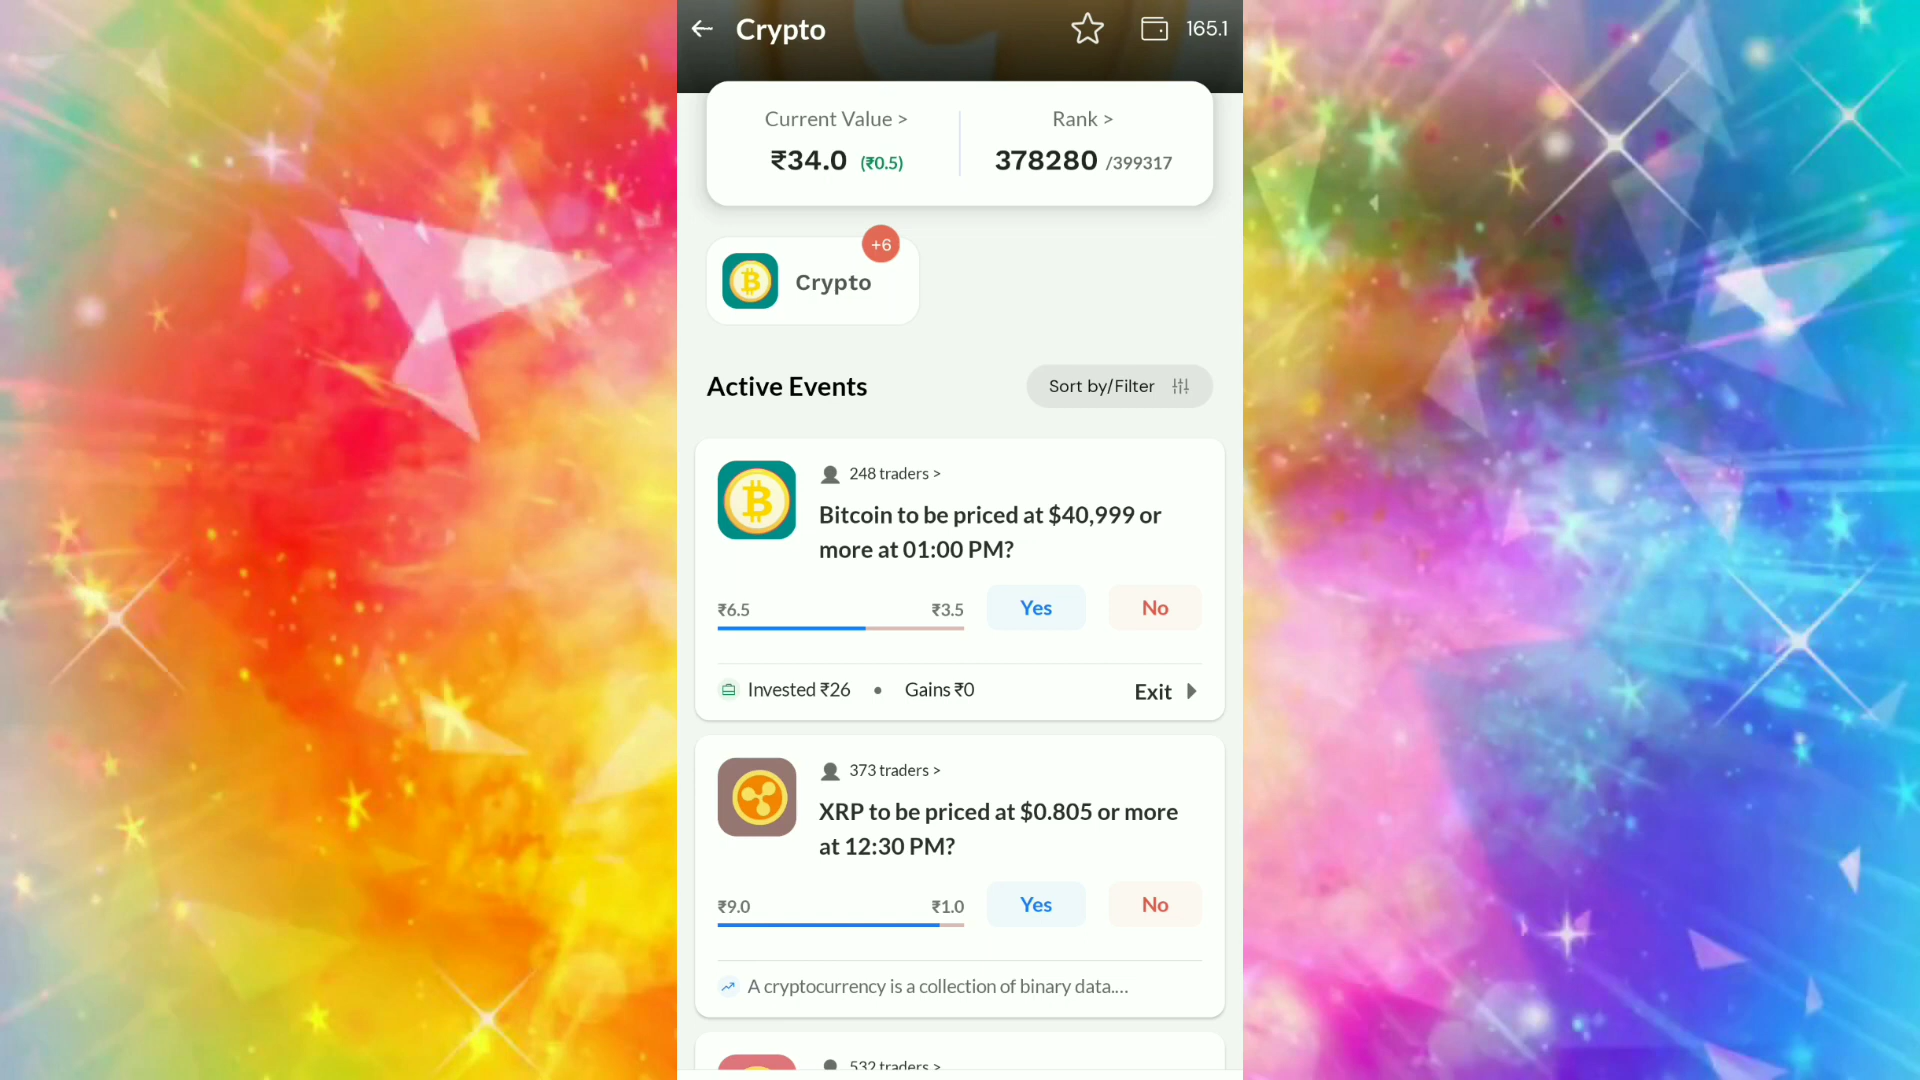 Crypto
165.1
Current Value >
Rank >
₹34.0 (₹0.5)
378280 /399317
+6
Crypto
Active Events
Sort by/Filter
248 traders >
Bitcoin to be priced at $40,999 or
more at 01:00 PM?
₹6.5
₹3.5
Yes
No
Invested ₹26 • Gains ₹0
Exit
373 traders >
XRP to be priced at $0.805 or more
at 12:30 PM?
₹9.0
₹1.0
Yes
No
A cryptocurrency is a collection of binary data....
532 traders >